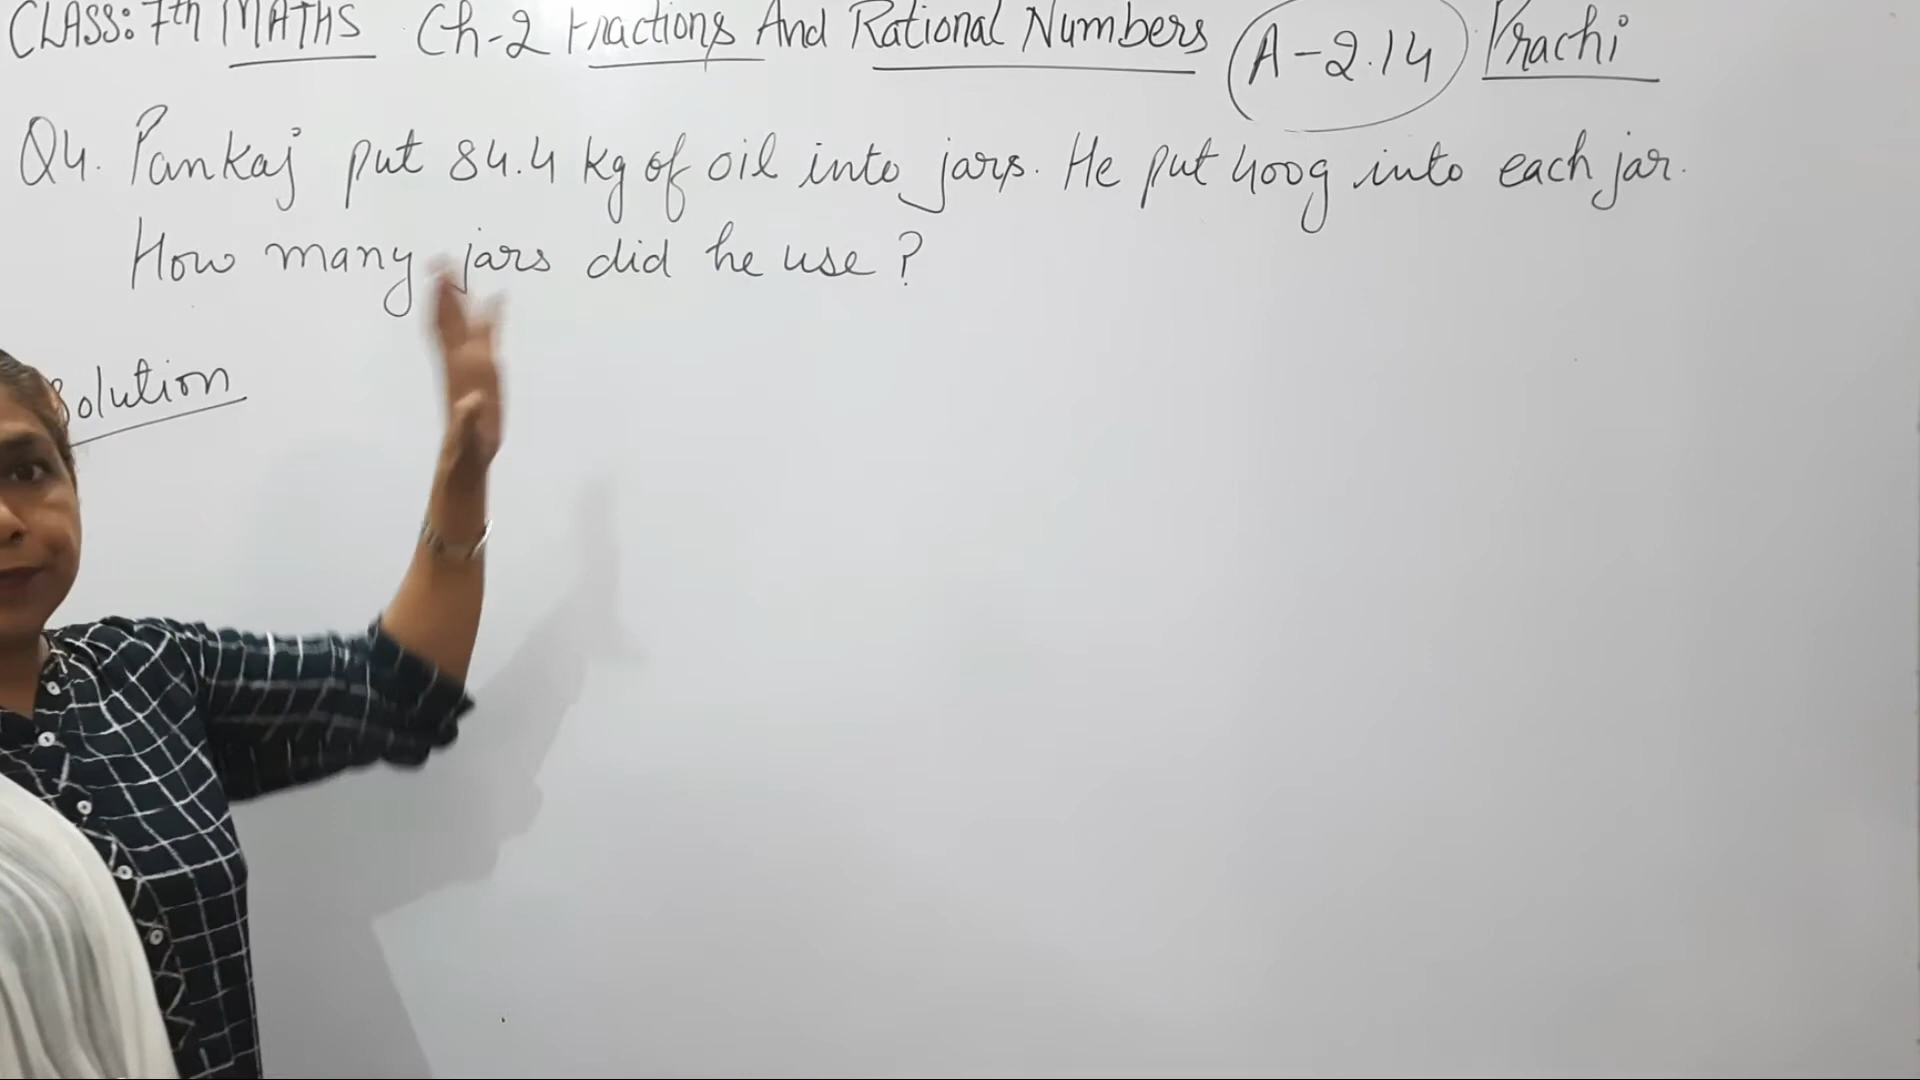 CLASS: 7th MATHS Ch-2 Fractions And Rational Numbers A-2.14 Prachi
Q4. Pankaj put 84.4 kg of oil into jars. He put 400g into each jar.
How many jars did he use?
Solution